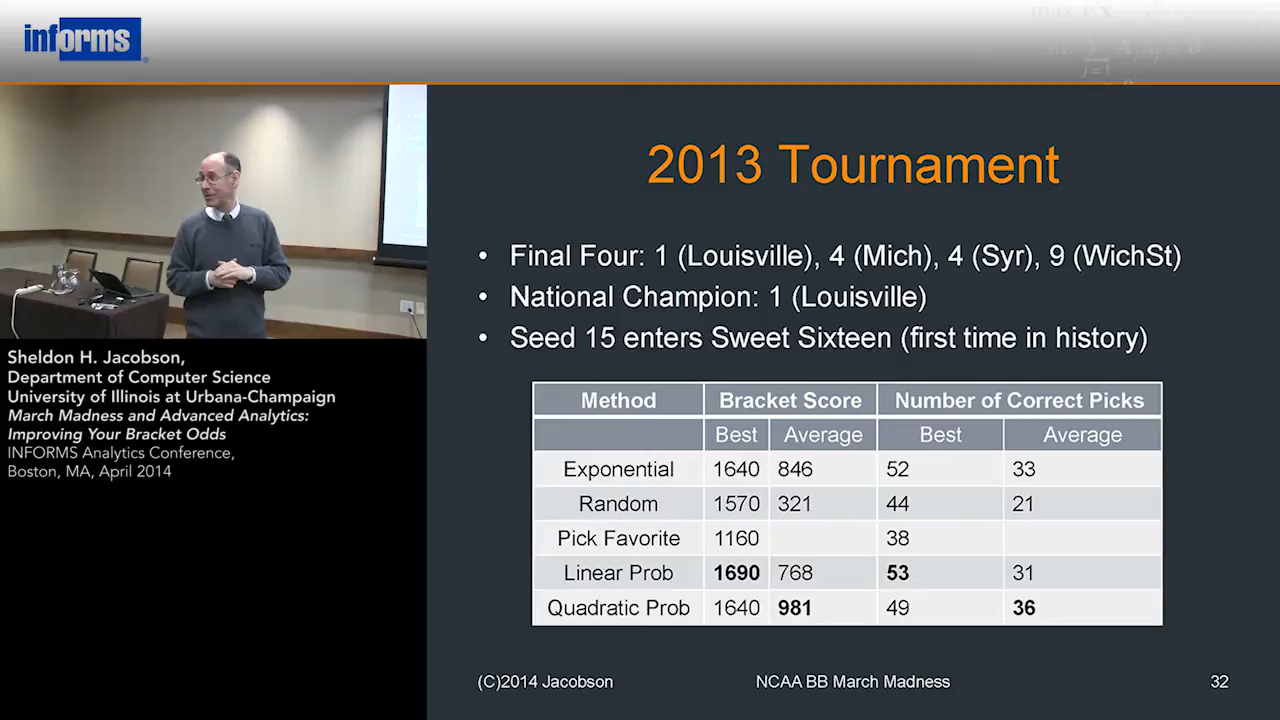 informs
2013 Tournament
• Final Four: 1 (Louisville), 4 (Mich), 4 (Syr), 9 (WichSt)
• National Champion: 1 (Louisville)
• Seed 15 enters Sweet Sixteen (first time in history)
Method Bracket Score Number of Correct Picks
Best Average Best Average
Exponential 1640 846 52 33
Random 1570 321 44 21
Pick Favorite 1160 38
Linear Prob 1690 768 53 31
Quadratic Prob 1640 981 49 36
(C)2014 Jacobson NCAA BB March Madness 32
Sheldon H. Jacobson,
Department of Computer Science
University of Illinois at Urbana-Champaign
March Madness and Advanced Analytics:
Improving Your Bracket Odds
INFORMS Analytics Conference,
Boston, MA, April 2014